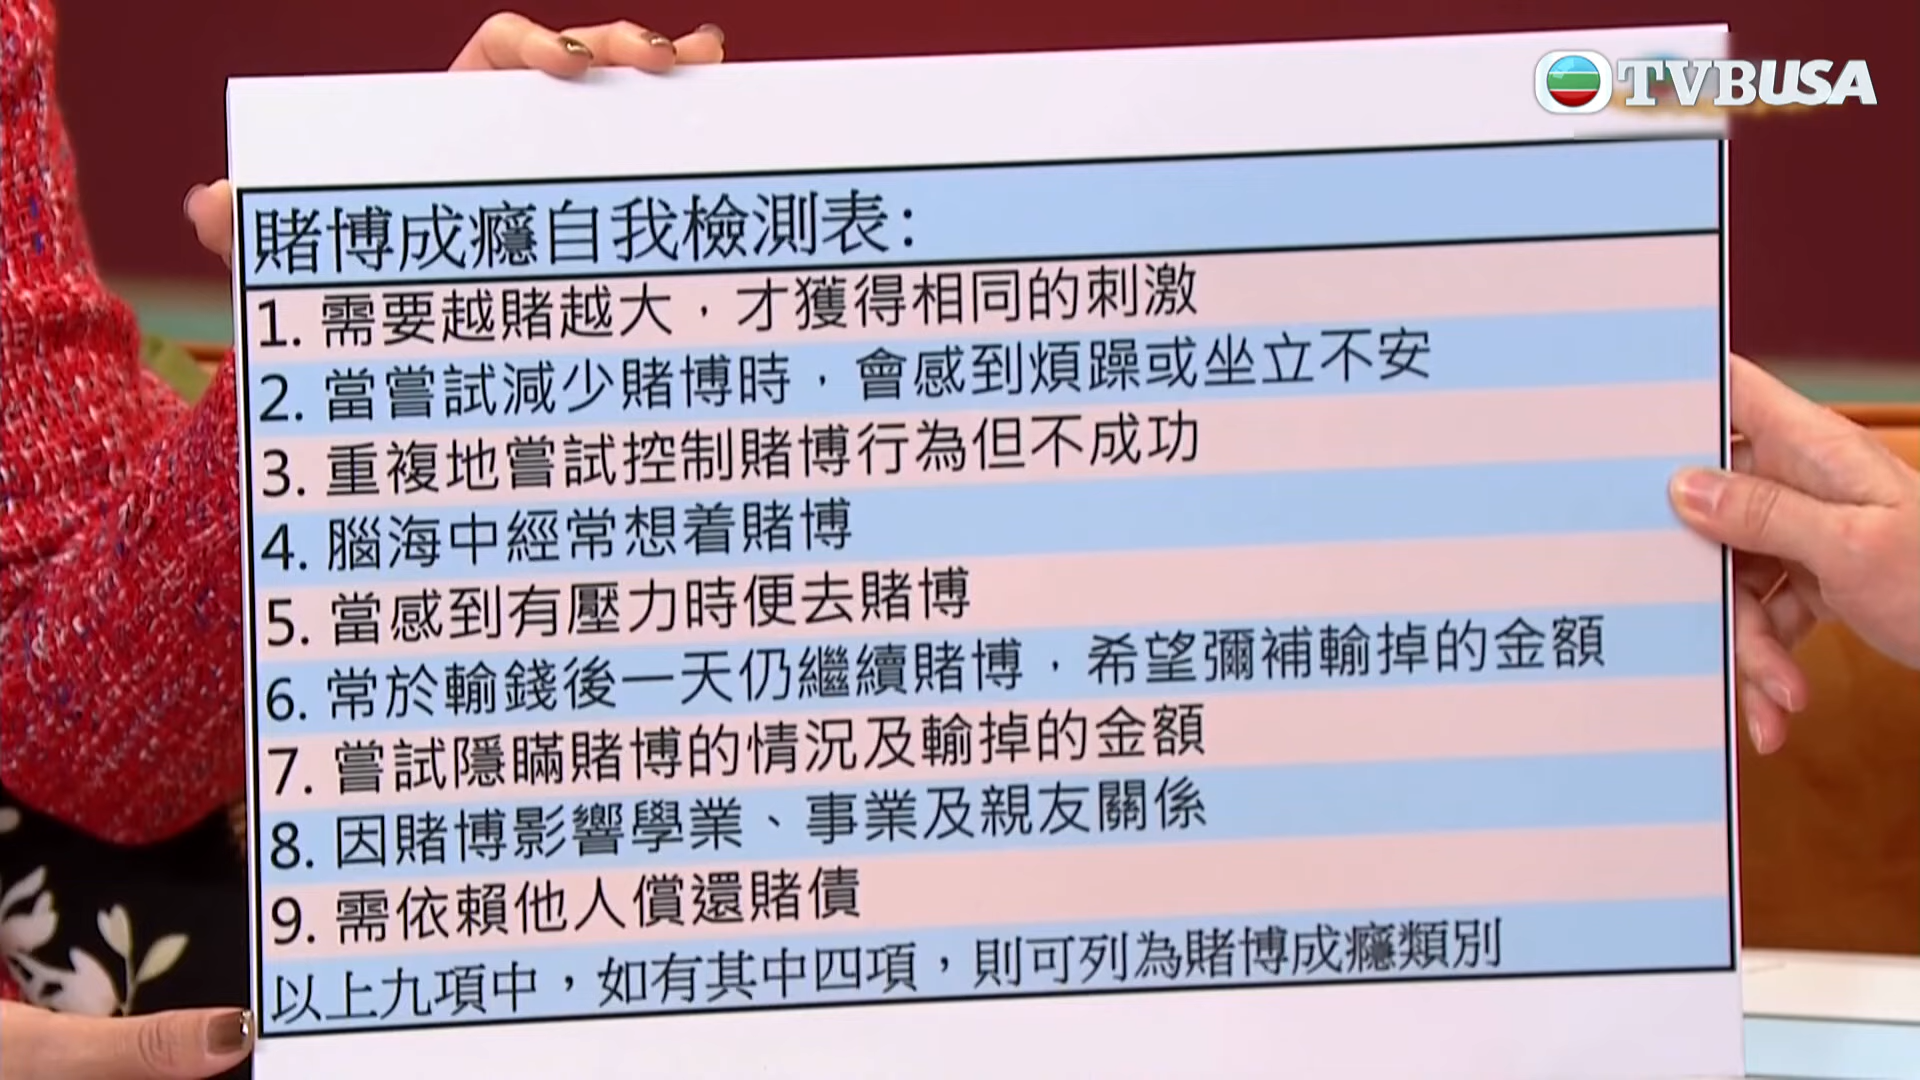 TVBUSA
賭博成癮自我檢測表:
1. 需要越賭越大，才獲得相同的刺激
2. 當嘗試減少賭博時，會感到煩躁或坐立不安
3. 重複地嘗試控制賭博行為但不成功
4. 腦海中經常想着賭博
5. 當感到有壓力時便去賭博
6. 常於輸錢後一天仍繼續賭博，希望彌補輸掉的金額
7. 嘗試隱瞞賭博的情況及輸掉的金額
8. 因賭博影響學業、事業及親友關係
9. 需依賴他人償還賭債
以上九項中，如有其中四項，則可列為賭博成癮類別